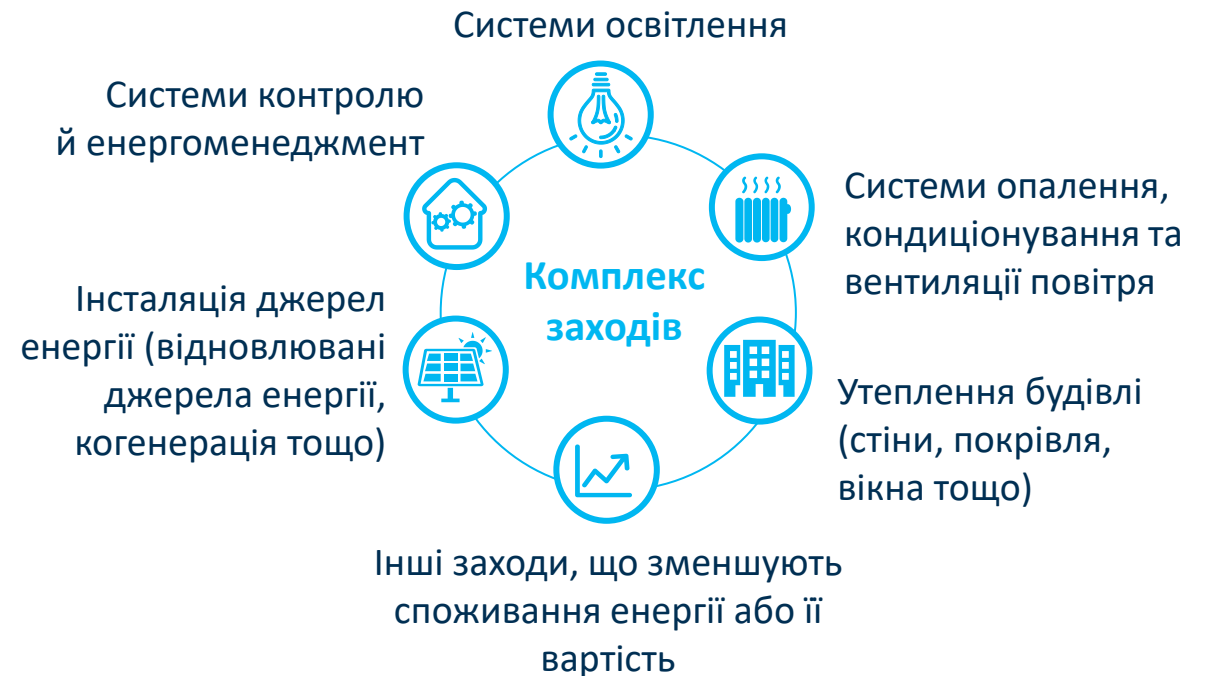 Системи освітлення
Системи контролю
й енергоменеджмент
Системи опалення,
кондиціонування та
вентиляції повітря
Комплекс
заходів
Інсталяція джерел
енергії (відновлювані
джерела енергії,
когенерація тощо)
Утеплення будівлі
(стіни, покрівля,
вікна тощо)
Інші заходи, що зменшують
споживання енергії або її
вартість